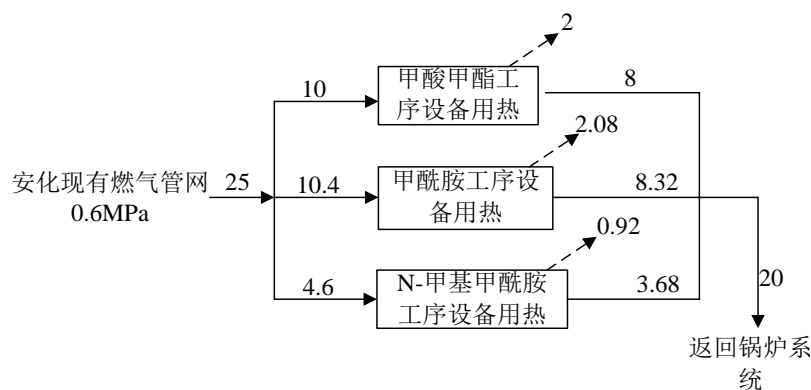 2
甲酸甲酯工
序设备用热
10
8
2.08
安化现有燃气管网
0.6MPa
25
10.4
甲酰胺工序设
备用热
8.32
0.92
4.6
N-甲基甲酰胺
工序设备用热
3.68
20
返回锅炉系
统